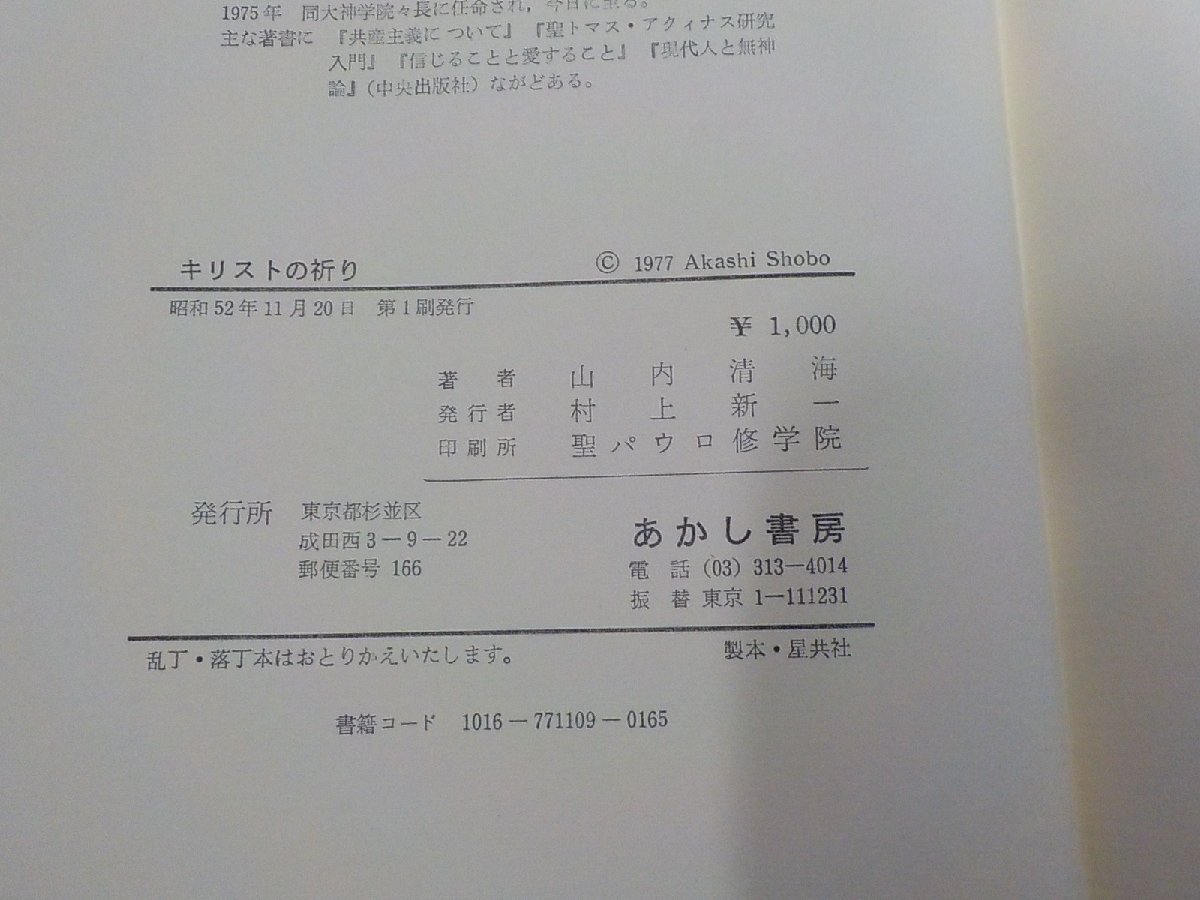 1975年 同大神学院々長に任命され，今日に至る。
主な著書に 『共産主義について』『聖トマス・アクィナス研究
入門』『信じることと愛すること』『現代人と無神
論』（中央出版社）ながどある。
キリストの祈り © 1977 Akashi Shobo
昭和52年11月20日 第1刷発行
¥ 1,000
著者 山内清海
発行者 村上新一
印刷所 聖パウロ修学院
発行所 東京都杉並区
成田西3－9－22
郵便番号 166
あかし書房
電話 (03) 313―4014
振替 東京 1―111231
乱丁・落丁本はおとりかえいたします。 製本・星共社
書籍コード 1016－771109－0165